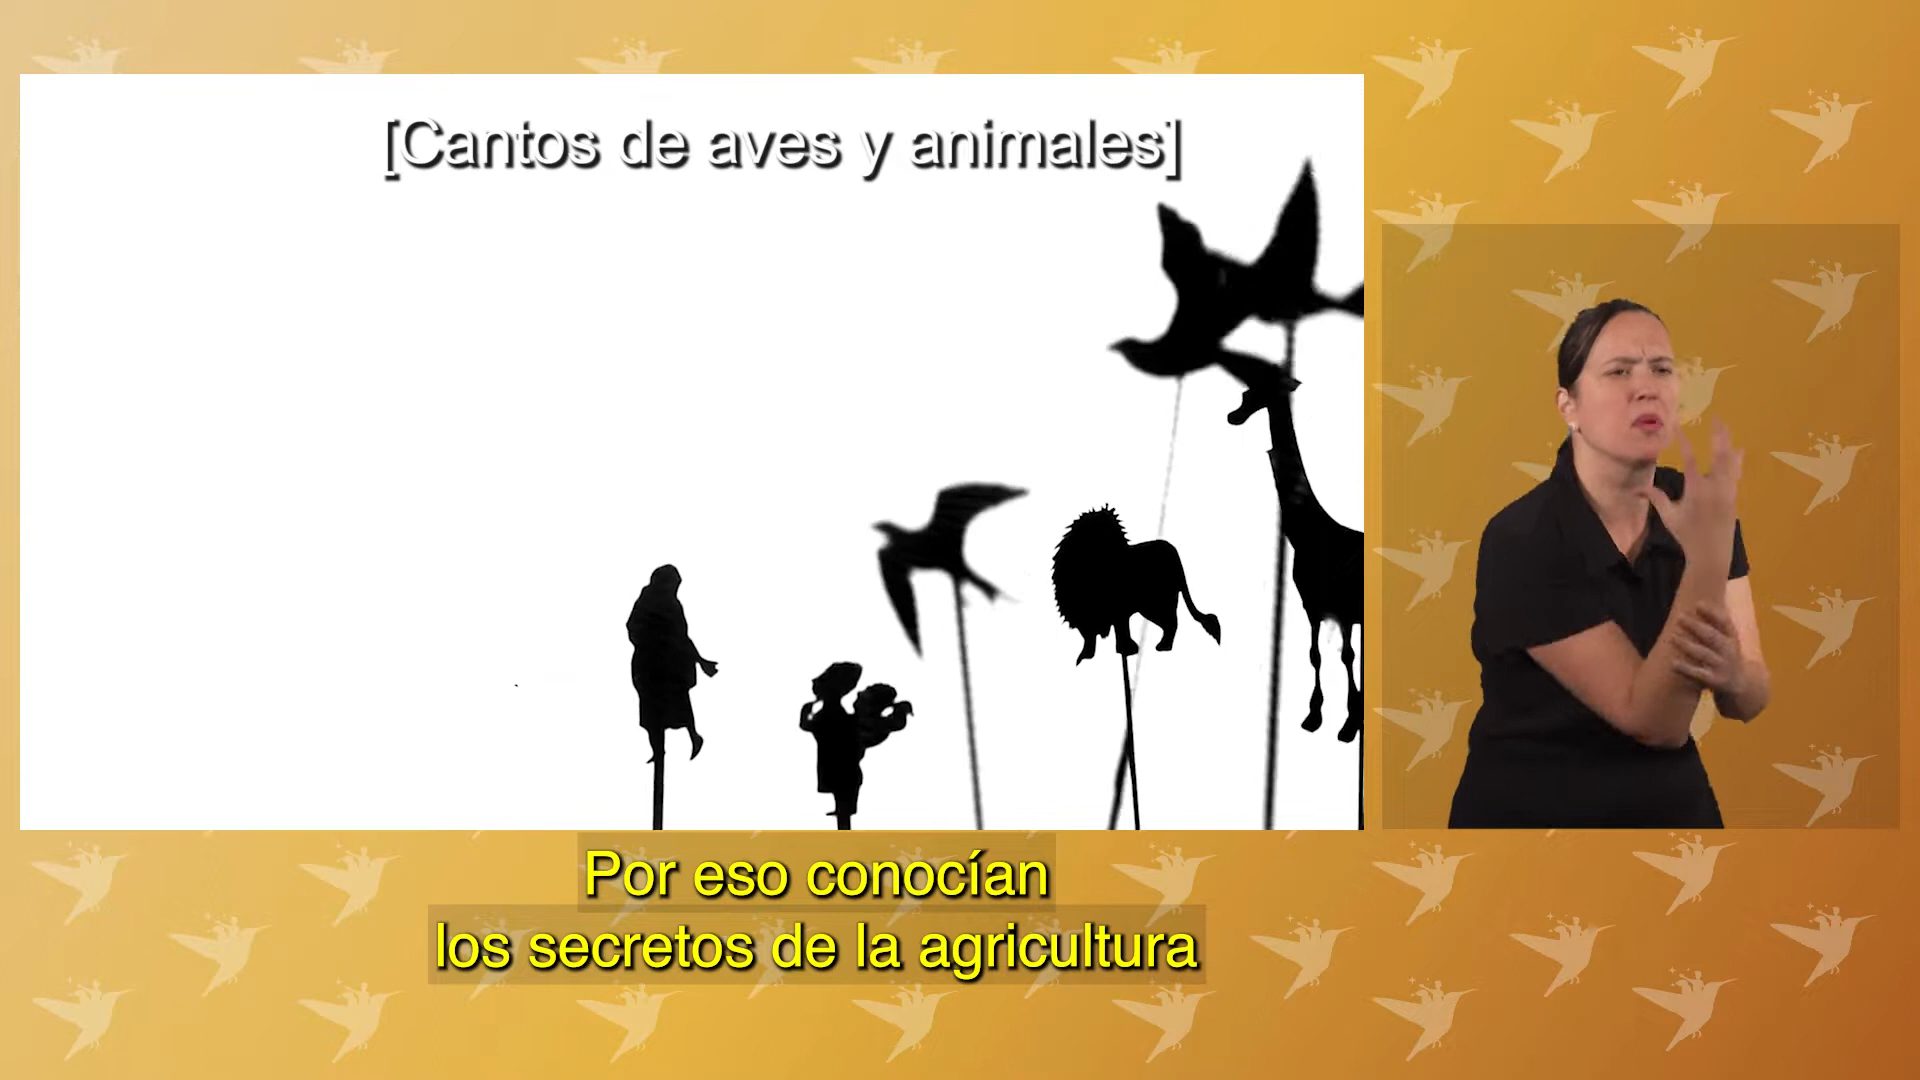 [Cantos de aves y animales]
Por eso conocían
los secretos de la agricultura